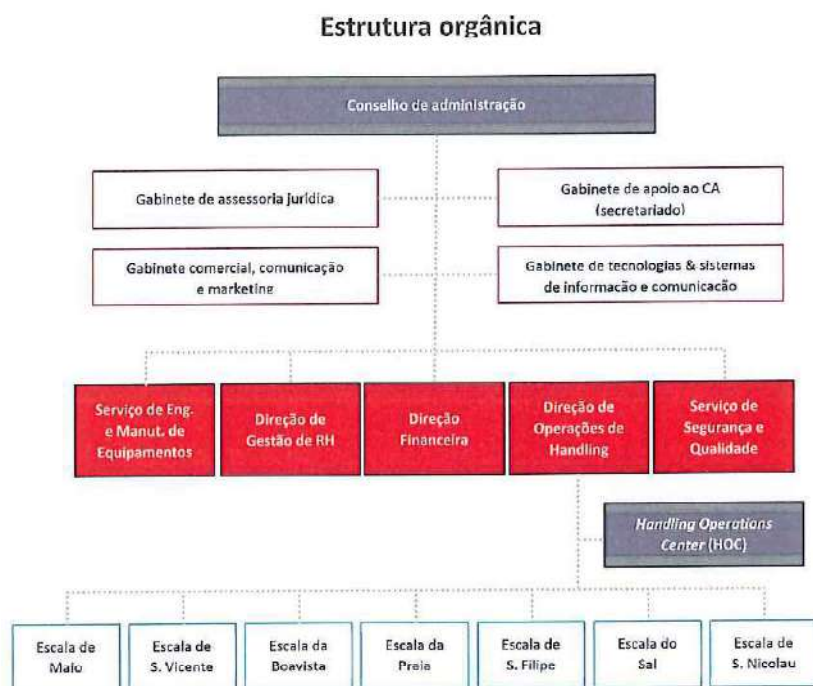 Estrutura orgânica
Conselho de administração
Gabinete de assessoria jurídica
Gabinete de apoio ao CA
(secretariado)
Gabinete comercial, comunicação
e marketing
Gabinete de tecnologias & sistemas
de informação e comunicação
Serviço de Eng.
e Manut. de
Equipamentos
Direção de
Gestão de RH
Direção
Financeira
Direção de
Operações de
Handling
Serviço de
Segurança e
Qualidade
Handling Operations
Center (HOC)
Escala de
Maio
Escala de
S. Vicente
Escala da
Boavista
Escala da
Praia
Escala de
S. Filipe
Escala do
Sal
Escala de
S. Nicolau